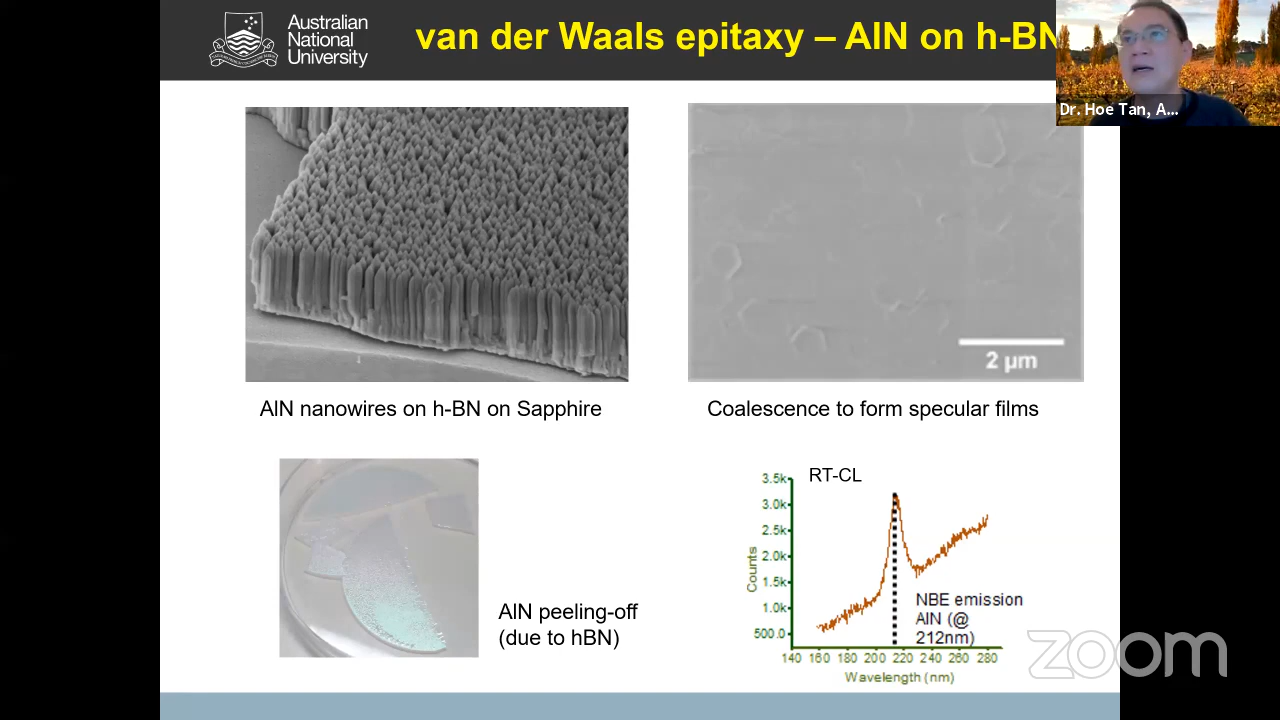 Australian
National
University
van der Waals epitaxy – AlN on h-BN
Dr. Hoe Tan, A...
2 µm
AlN nanowires on h-BN on Sapphire
Coalescence to form specular films
AlN peeling-off
(due to hBN)
RT-CL
3.5k
3.0k
2.5k
2.0k
1.5k
1.0k
500.0
Counts
NBE emission
AlN (@
212nm)
140 160 180 200 220 240 260 280
Wavelength (nm)
zoom